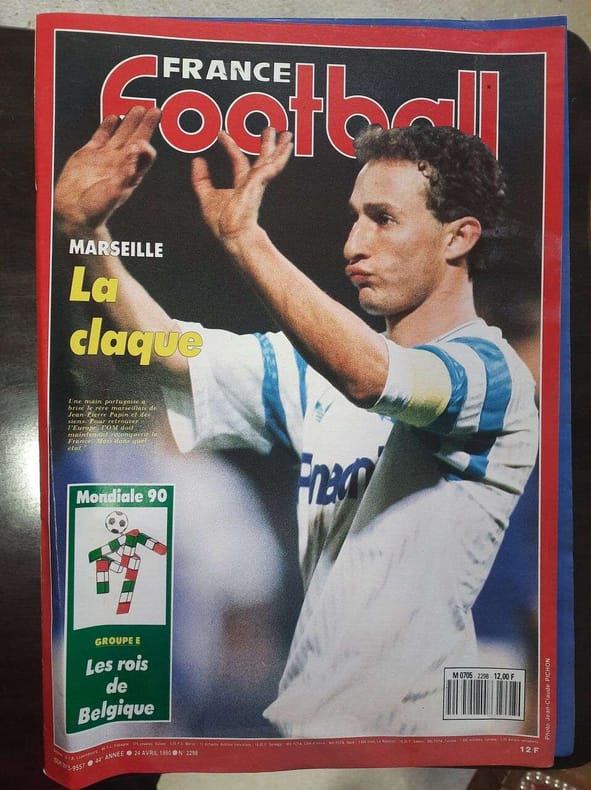 FRANCE
Football
MARSEILLE
La
claque
Une main portugaise a
brisé le rêve marseillais de
Jean-Pierre Papin et des
siens. Pour retrouver
l'Europe, l'OM doit
maintenant reconquérir la
France. Mais dans quel
état ?
Mondiale 90
GROUPE E
Les rois
de
Belgique
M 0705 2298 12,00 F
Photo Jean-Claude PICHON
12 F
9557 ● 44e ANNÉE ● 24 AVRIL 1990 ● N° 2298